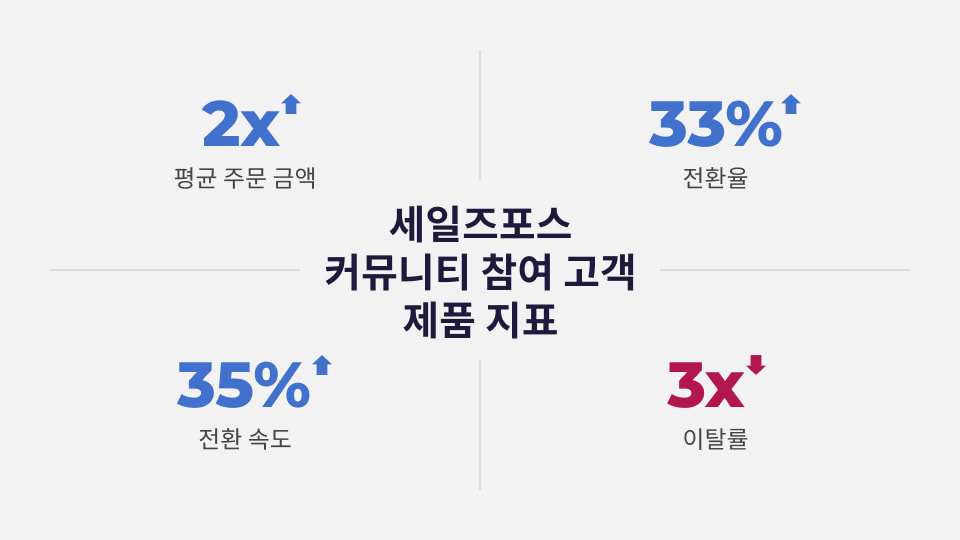 2x
평균 주문 금액
33%
전환율
세일즈포스
커뮤니티 참여 고객
제품 지표
35%
전환 속도
3x
이탈률